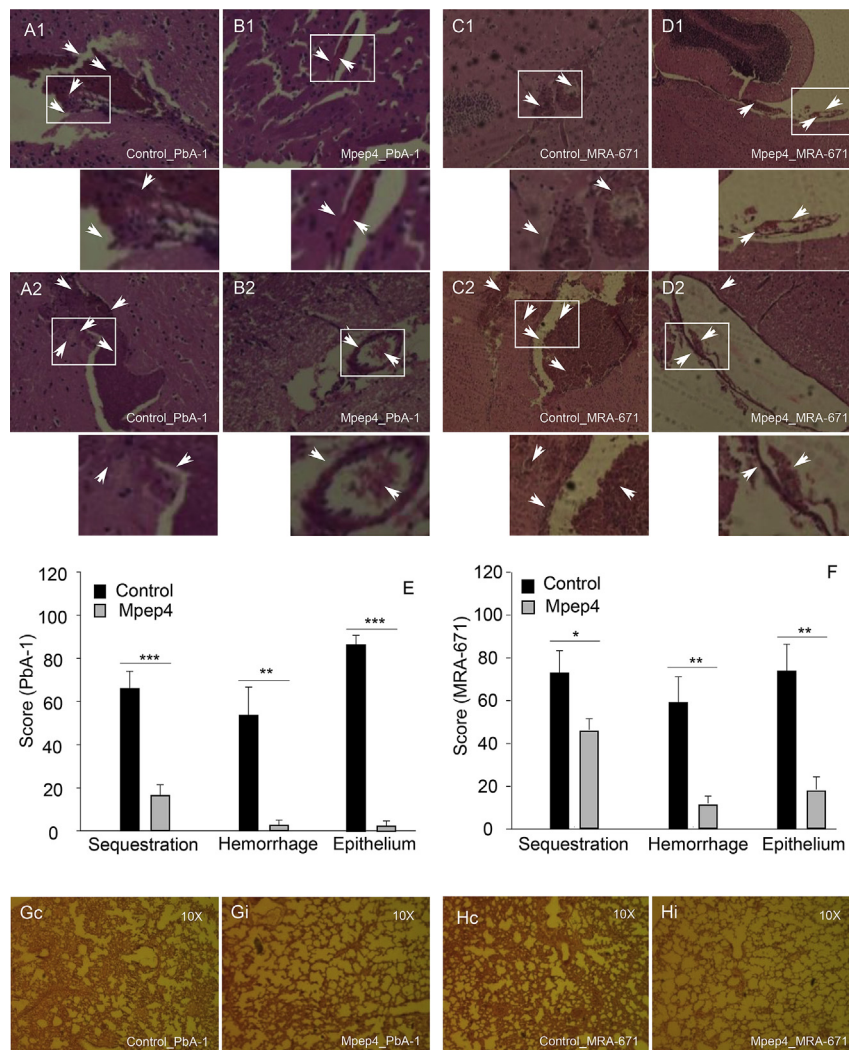 A1
B1
C1
D1
Control_PbA-1
Mpep4_PbA-1
Control_MRA-671
Mpep4_MRA-671
A2
B2
C2
D2
Control_PbA-1
Mpep4_PbA-1
Control_MRA-671
Mpep4_MRA-671
E
120
100
80
60
40
20
0
Score (PbA-1)
Control
Mpep4
***
**
***
Sequestration
Hemorrhage
Epithelium
F
120
100
80
60
40
20
0
Score (MRA-671)
Control
Mpep4
*
**
**
Sequestration
Hemorrhage
Epithelium
Gc
10X
Gi
10X
Hc
10X
Hi
10X
Control_PbA-1
Mpep4_PbA-1
Control_MRA-671
Mpep4_MRA-671